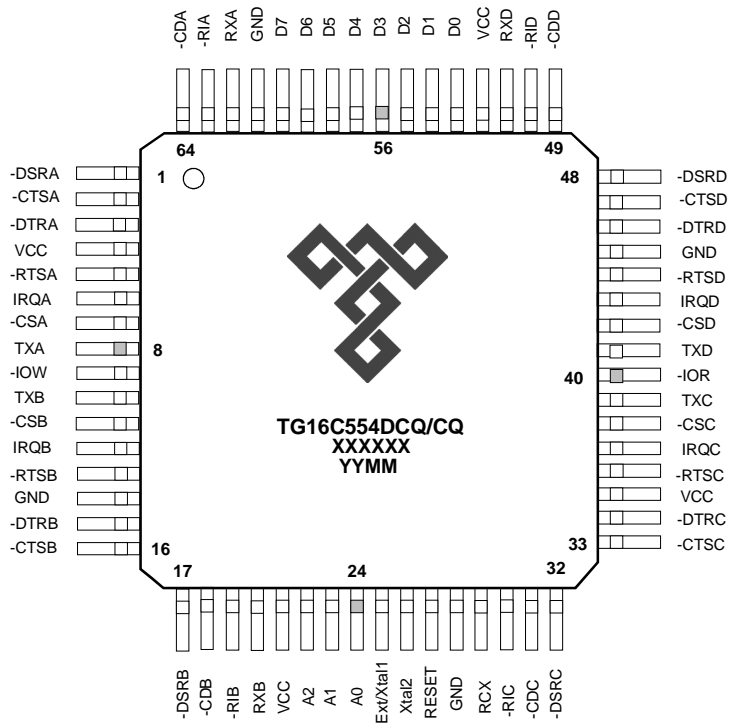 -CDA
-RIA
RXA
GND
D7
D6
D5
D4
D3
D2
D1
D0
VCC
RXD
-RID
-CDD
64
56
49
-DSRA
-CTSA
-DTRA
VCC
-RTSA
IRQA
-CSA
TXA
-IOW
TXB
-CSB
IRQB
-RTSB
GND
-DTRB
-CTSB
1
8
16
TG16C554DCQ/CQ
XXXXXX
YYMM
48
40
33
-DSRD
-CTSD
-DTRD
GND
-RTSD
IRQD
-CSD
TXD
-IOR
TXC
-CSC
IRQC
-RTSC
VCC
-DTRC
-CTSC
17
24
32
-DSRB
-CDB
-RIB
RXB
VCC
A2
A1
A0
Ext/Xtal1
Xtal2
RESET
GND
RCX
-RIC
-CDC
-DSRC